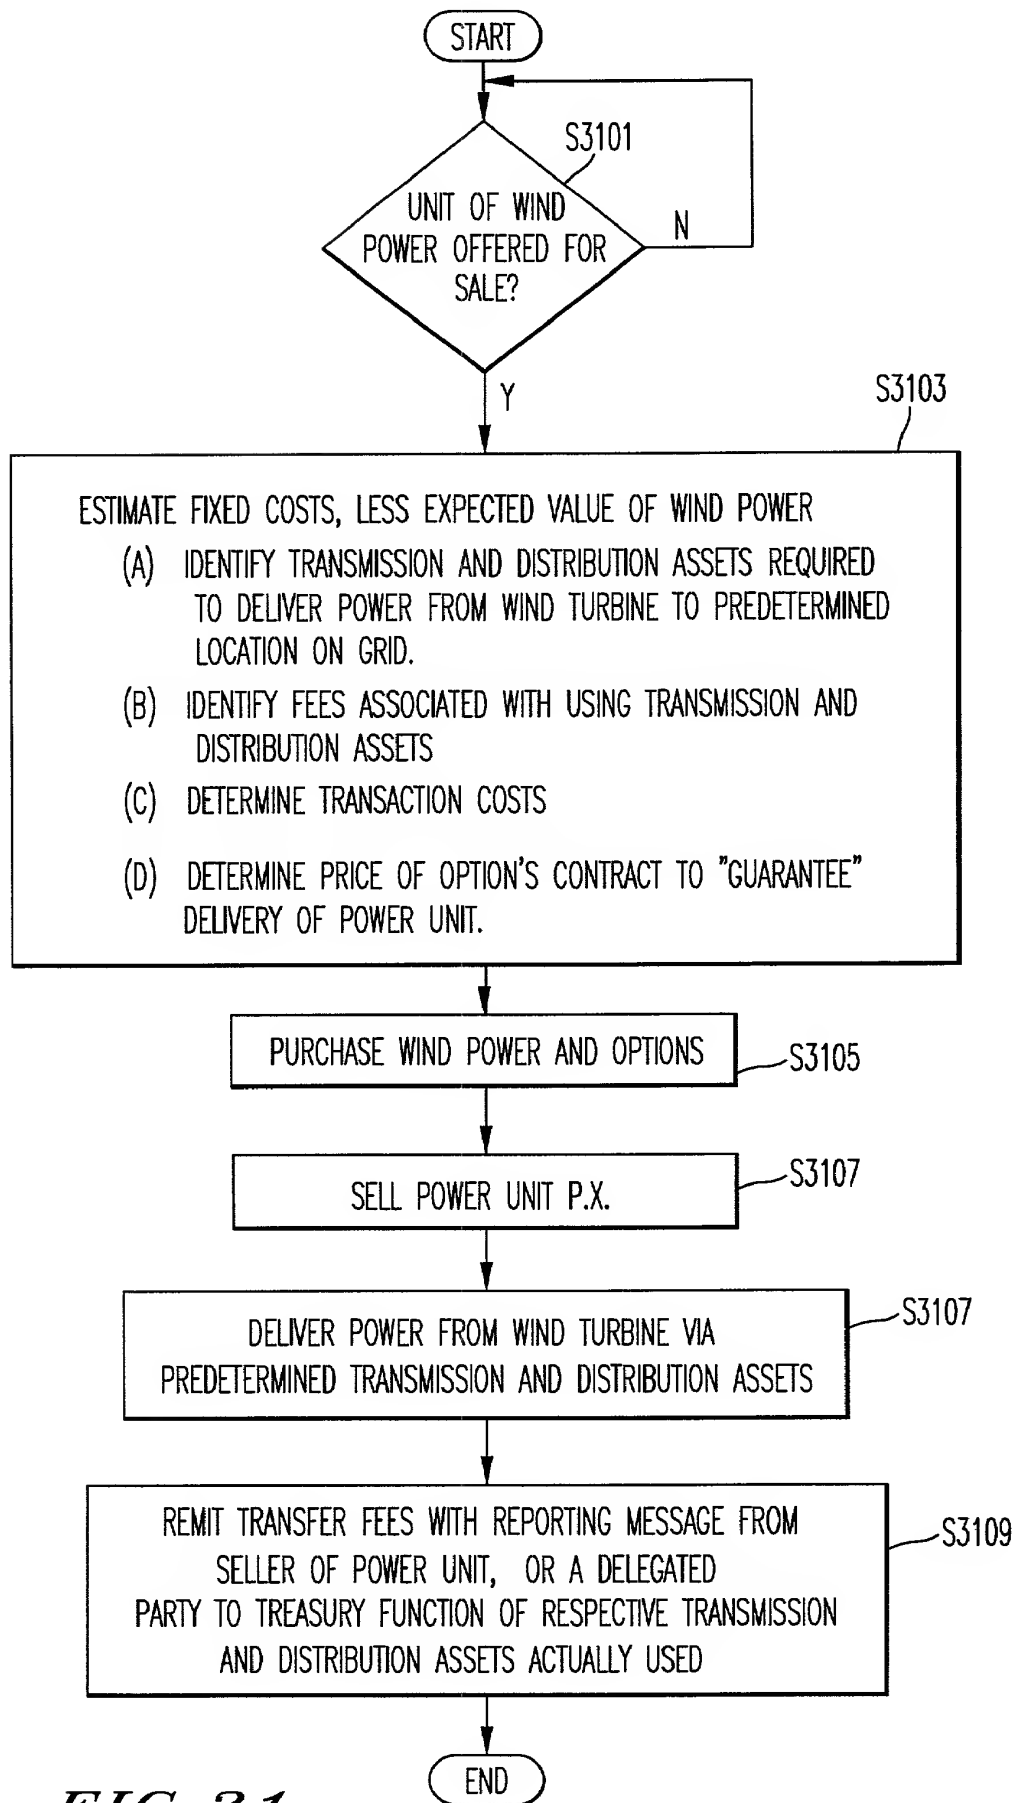 START
S3101
UNIT OF WIND
POWER OFFERED FOR
SALE?
N
Y
S3103
ESTIMATE FIXED COSTS, LESS EXPECTED VALUE OF WIND POWER
(A) IDENTIFY TRANSMISSION AND DISTRIBUTION ASSETS REQUIRED
TO DELIVER POWER FROM WIND TURBINE TO PREDETERMINED
LOCATION ON GRID.
(B) IDENTIFY FEES ASSOCIATED WITH USING TRANSMISSION AND
DISTRIBUTION ASSETS
(C) DETERMINE TRANSACTION COSTS
(D) DETERMINE PRICE OF OPTION'S CONTRACT TO "GUARANTEE"
DELIVERY OF POWER UNIT.
PURCHASE WIND POWER AND OPTIONS
S3105
SELL POWER UNIT P.X.
S3107
DELIVER POWER FROM WIND TURBINE VIA
PREDETERMINED TRANSMISSION AND DISTRIBUTION ASSETS
S3107
REMIT TRANSFER FEES WITH REPORTING MESSAGE FROM
SELLER OF POWER UNIT, OR A DELEGATED
PARTY TO TREASURY FUNCTION OF RESPECTIVE TRANSMISSION
AND DISTRIBUTION ASSETS ACTUALLY USED
S3109
END
FIG. 31